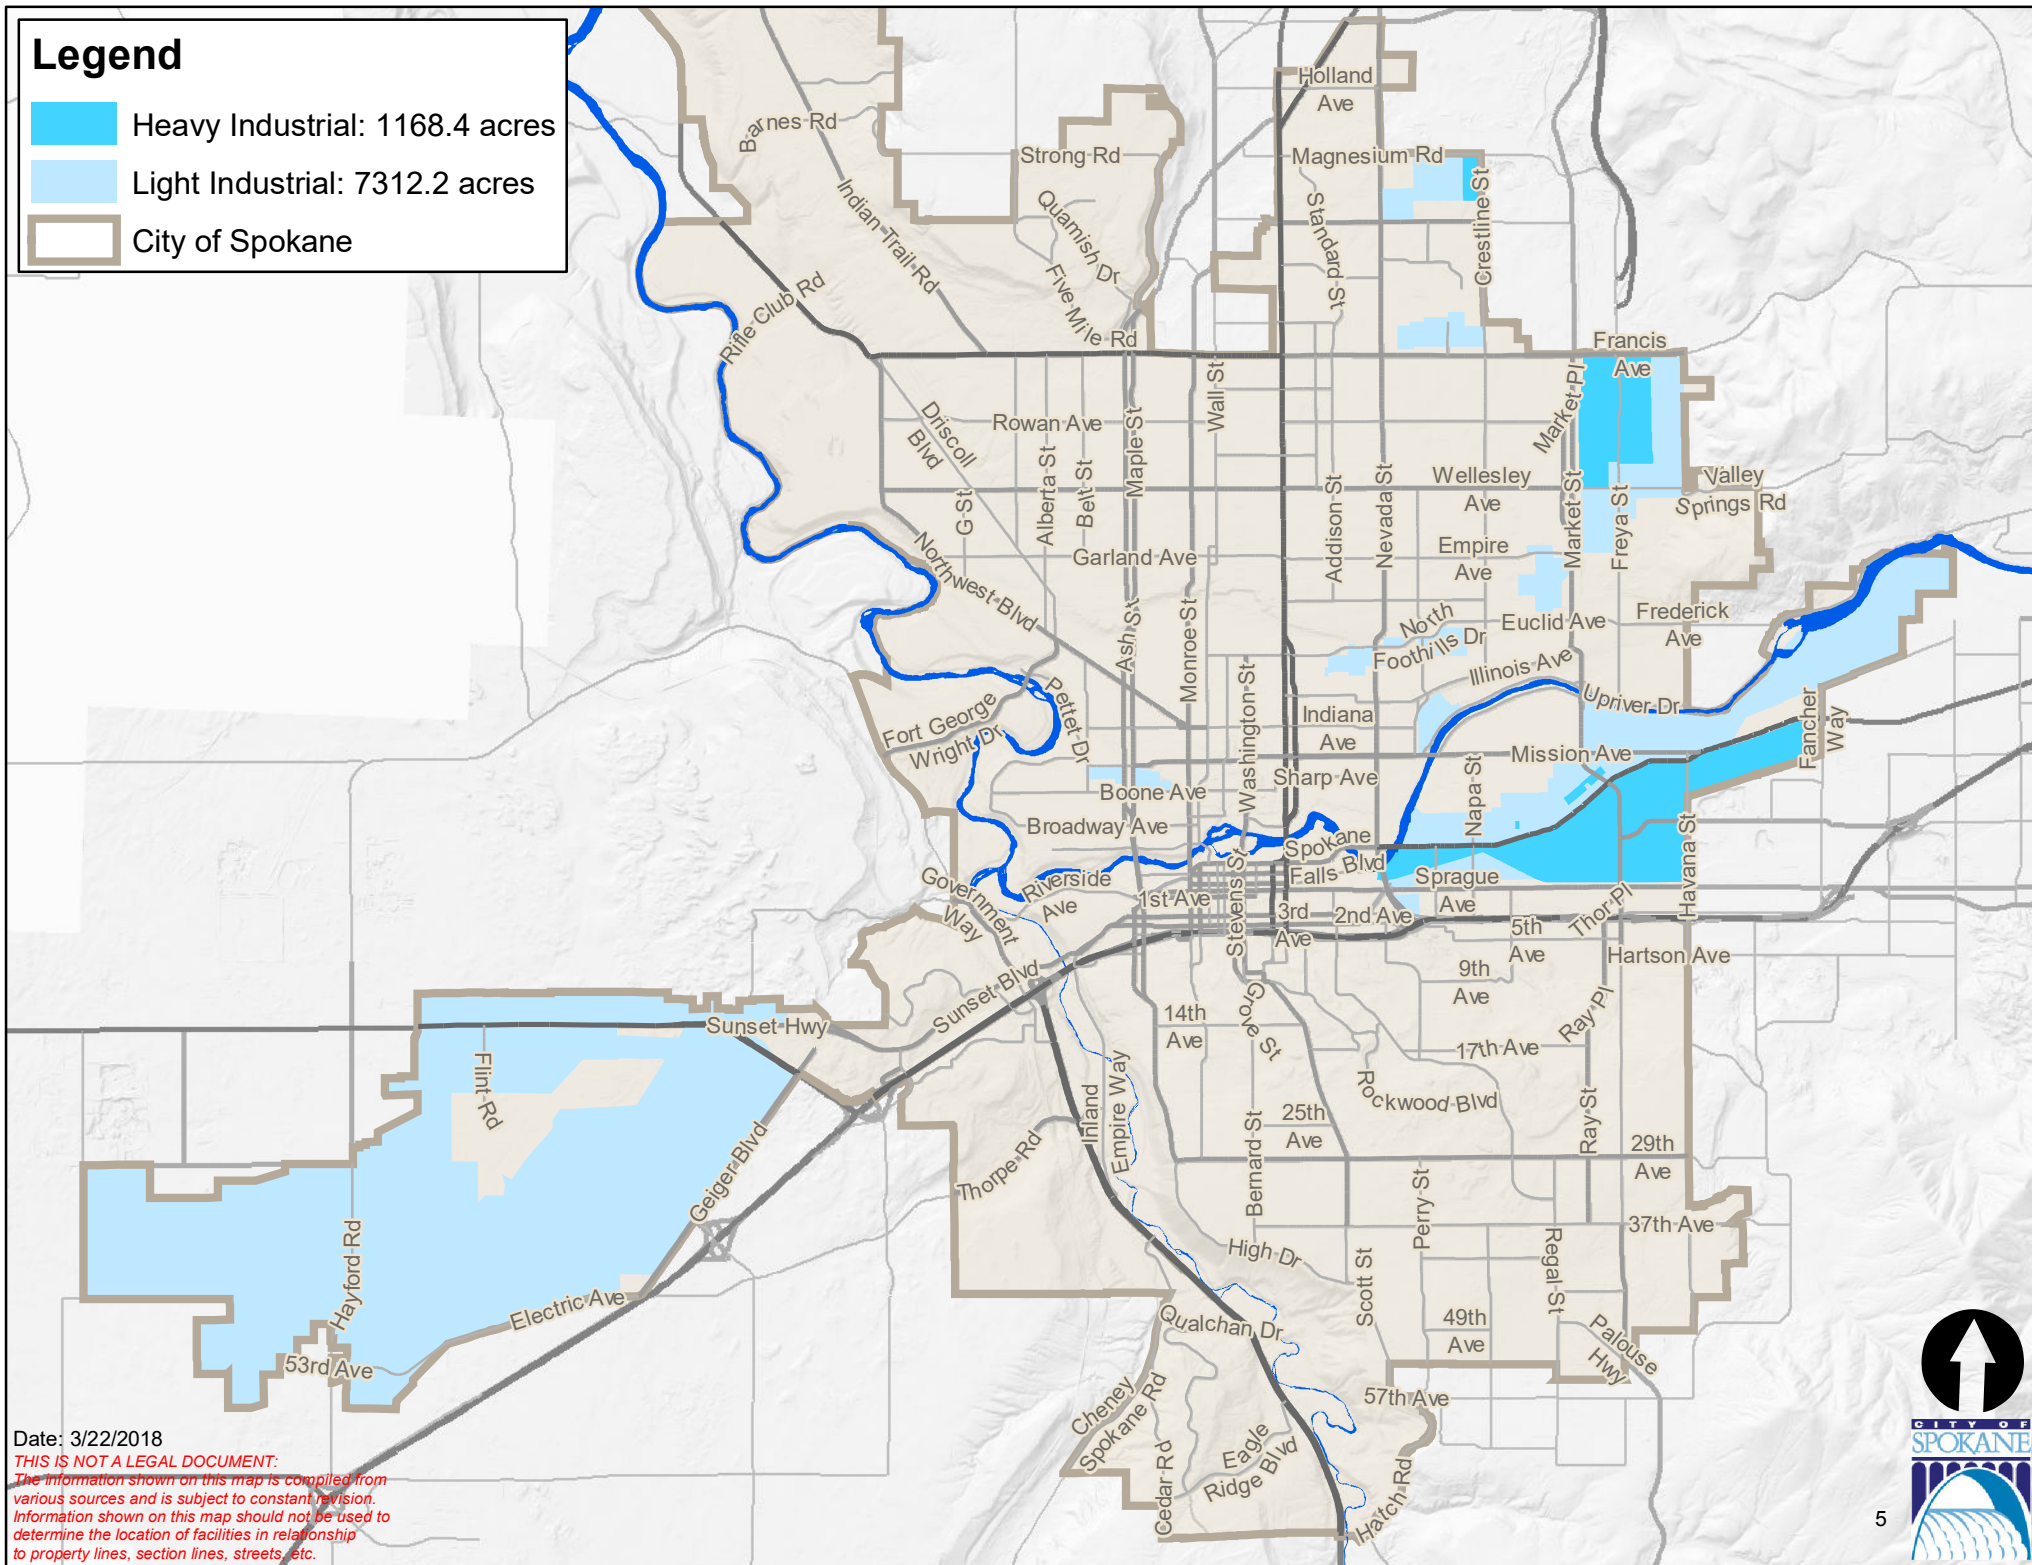 Legend
Heavy Industrial: 1168.4 acres
Light Industrial: 7312.2 acres
City of Spokane
Holland
Ave
Barnes Rd
Strong Rd
Magnesium Rd
Indian Trail Rd
Quamish Dr
Standard St
Crestline St
Five Mile Rd
Rifle Club Rd
Francis
Ave
Market Pl
Wall St
Driscoll
Blvd
Rowan Ave
Maple St
Alberta St
Belt St
G St
Addison St
Nevada St
Wellesley
Ave
Market St
Freya St
Valley
Springs Rd
Northwest Blvd
Garland Ave
Empire
Ave
Ash St
Monroe St
North
Foothills Dr
Euclid Ave
Frederick
Ave
Illinois Ave
Upriver Dr
Fort George
Wright Dr
Pettet Dr
Washington St
Indiana
Ave
Mission Ave
Fancher
Way
Sharp Ave
Boone Ave
Napa St
Broadway Ave
Spokane
Falls Blvd
Havana St
Government
Way
Riverside
Ave
1st Ave
Stevens St
Sprague
Ave
3rd
Ave
2nd Ave
5th
Ave
Thor Pl
Hartson Ave
9th
Ave
Sunset Blvd
Sunset Hwy
Grove St
14th
Ave
Ray Pl
17th Ave
Flint Rd
Rockwood Blvd
Inland
Empire Way
Bernard St
25th
Ave
Ray St
29th
Ave
Geiger Blvd
Thorpe Rd
Perry St
37th Ave
Hayford Rd
High Dr
Scott St
Regal St
Electric Ave
Qualchan Dr
49th
Ave
Palouse
Hwy
53rd Ave
Cheney
Spokane Rd
57th Ave
Cedar Rd
Eagle
Ridge Blvd
Hatch Rd
Date: 3/22/2018
THIS IS NOT A LEGAL DOCUMENT:
The information shown on this map is compiled from
various sources and is subject to constant revision.
Information shown on this map should not be used to
determine the location of facilities in relationship
to property lines, section lines, streets, etc.
5
CITY OF
SPOKANE